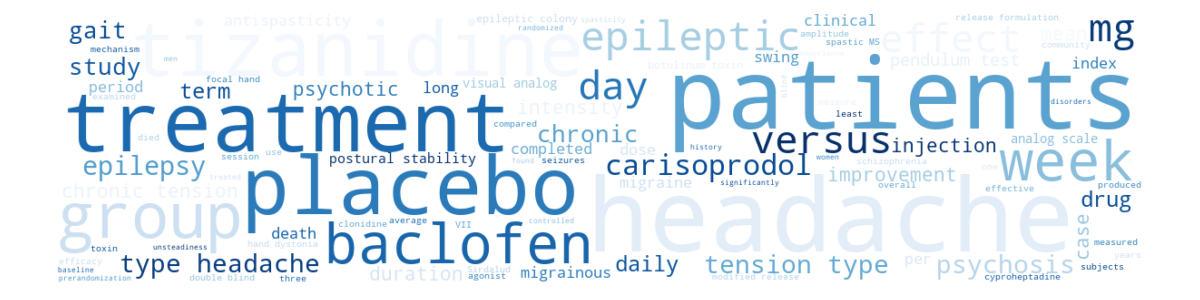 gait antispasticity epileptic colony spasticity release formulation
mechanism randomized clinical amplitude community mg
tizanidine epileptic spastic MS effect mean
study men focal hand botulinum toxin swing pendulum test index
period examined term psychotic long visual analog day since patients measure disorders
treatment compared intensity chronic least
died session use completed dose history versus injection women analog scale
epilepsy postural stability found seizures carisoprodol schizophrenia one week
chronic tension treated placebo migraine significantly improvement overall effective produced
group clonidine average VII controlled headache drug
toxin unsteadiness death hand dystonia baclofen case measured
efficacy type headache Sirdalud daily tension type per psychosis years
baseline three duration agonist migrainous subjects
prerandomization double blind modified release cyproheptadine